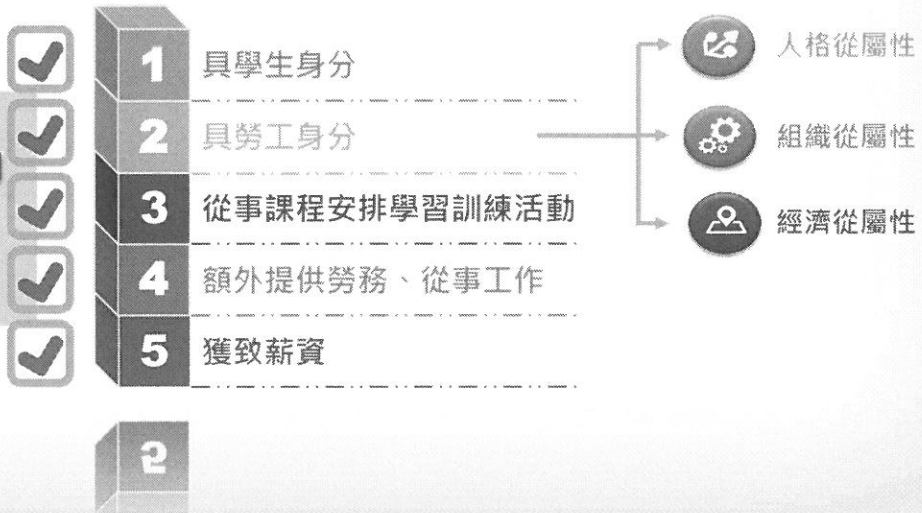 1 具學生身分
2 具勞工身分
3 從事課程安排學習訓練活動
4 額外提供勞務、從事工作
5 獲致薪資
人格從屬性
組織從屬性
經濟從屬性